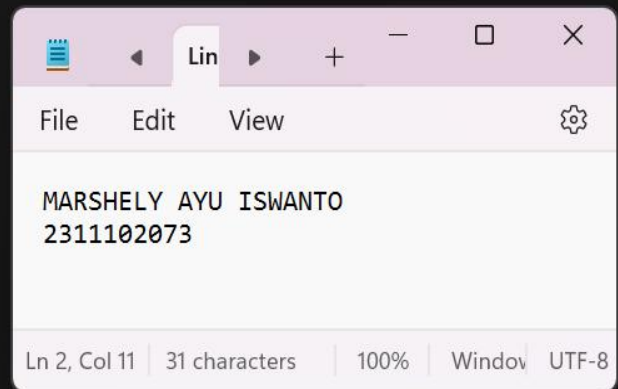 Lin
File Edit View
MARSHELY AYU ISWANTO
2311102073
Ln 2, Col 11 31 characters 100% Window UTF-8